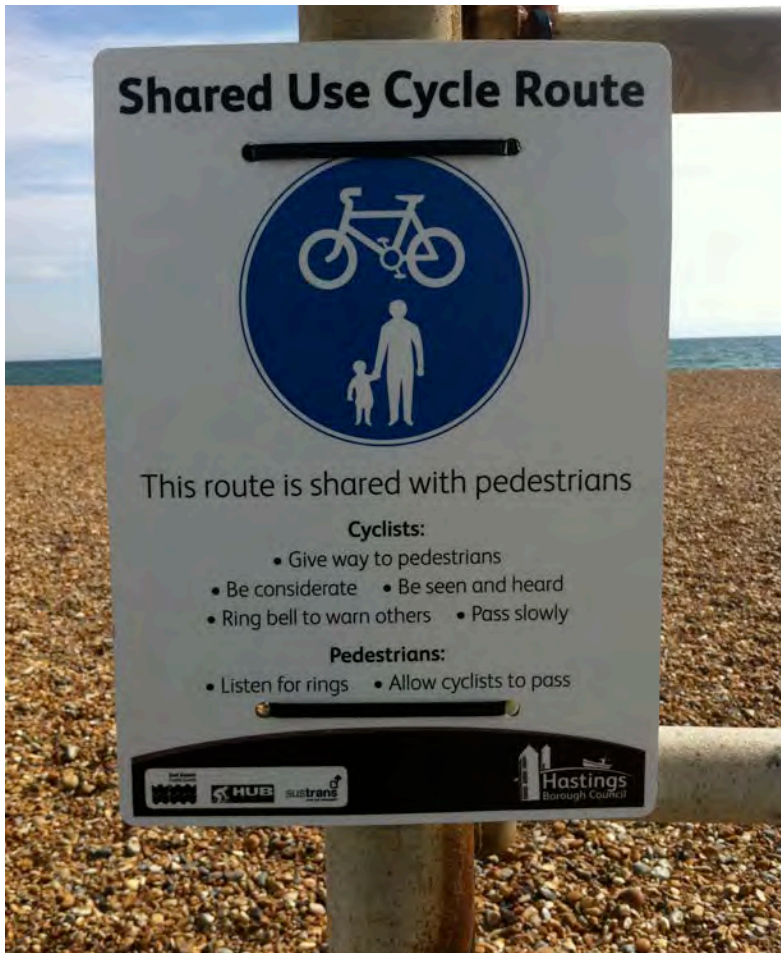 Shared Use Cycle Route
This route is shared with pedestrians
Cyclists:
• Give way to pedestrians
• Be considerate • Be seen and heard
• Ring bell to warn others • Pass slowly
Pedestrians:
• Listen for rings • Allow cyclists to pass
HUB
sustrans
Hastings
Borough Council